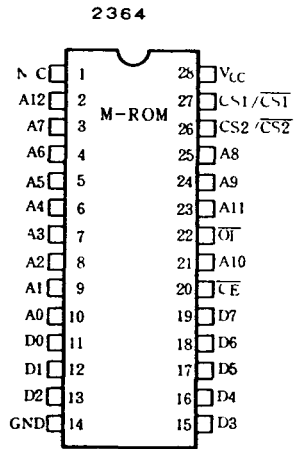 2364
M-ROM
NC 1 28 VCC
A12 2 27 CS1/CS1
A7 3 26 CS2/CS2
A6 4 25 A8
A5 5 24 A9
A4 6 23 A11
A3 7 22 OE
A2 8 21 A10
A1 9 20 CE
A0 10 19 D7
D0 11 18 D6
D1 12 17 D5
D2 13 16 D4
GND 14 15 D3